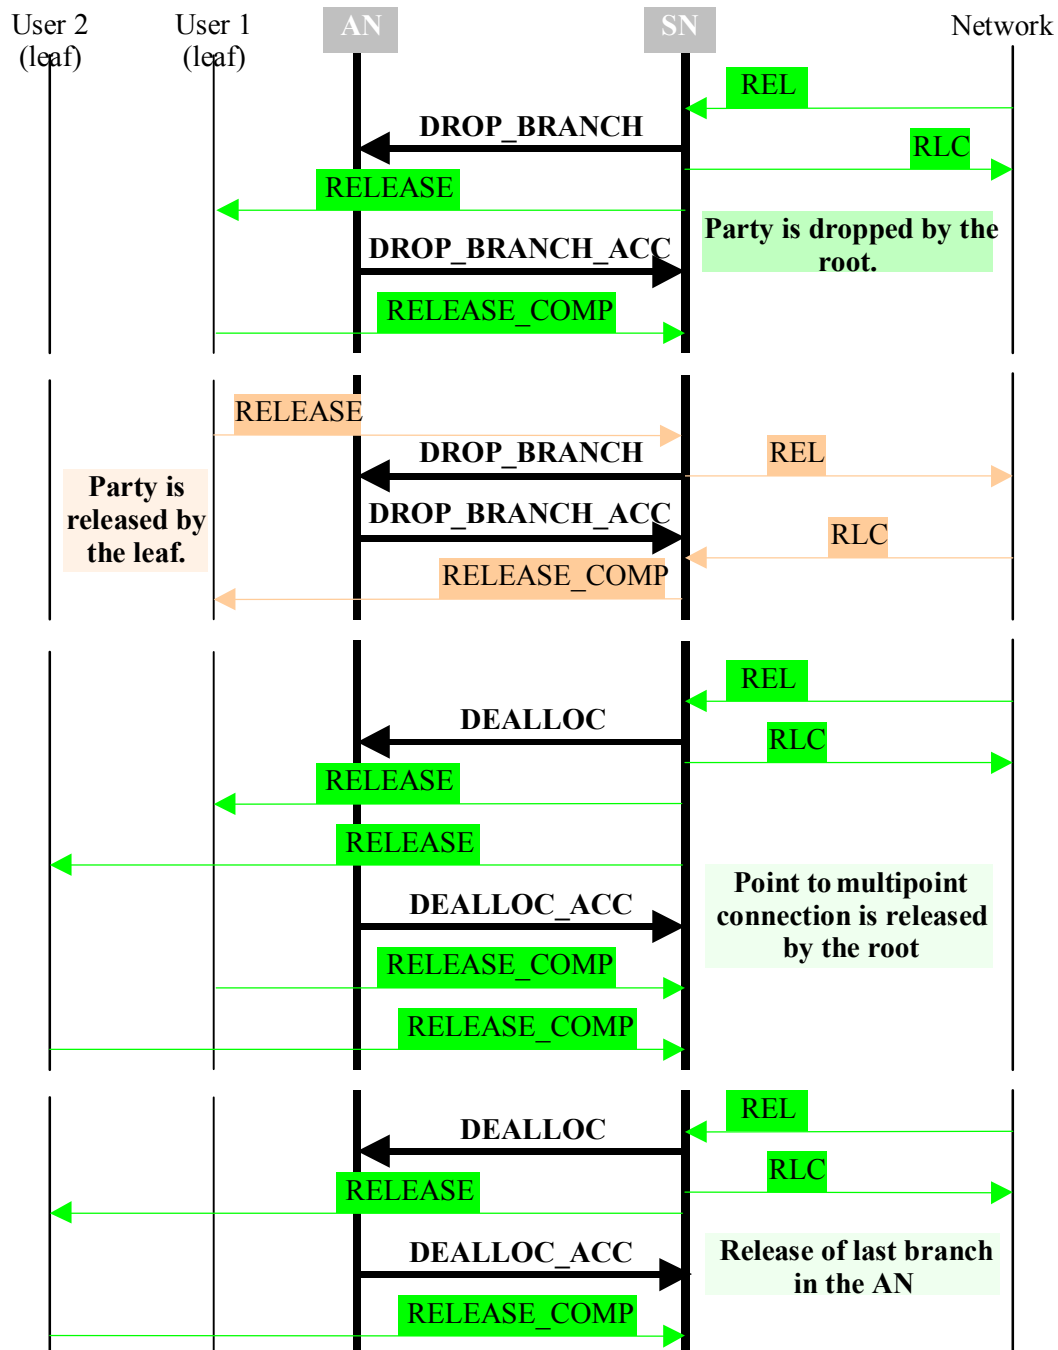 User 2
(leaf)
User 1
(leaf)
AN
SN
Network
REL
DROP_BRANCH
RLC
RELEASE
Party is dropped by the
root.
DROP_BRANCH_ACC
RELEASE_COMP
RELEASE
DROP_BRANCH
REL
Party is
released by
the leaf.
DROP_BRANCH_ACC
RLC
RELEASE_COMP
REL
DEALLOC
RLC
RELEASE
RELEASE
Point to multipoint
connection is released
by the root
DEALLOC_ACC
RELEASE_COMP
RELEASE_COMP
REL
DEALLOC
RLC
RELEASE
DEALLOC_ACC
Release of last branch
in the AN
RELEASE_COMP